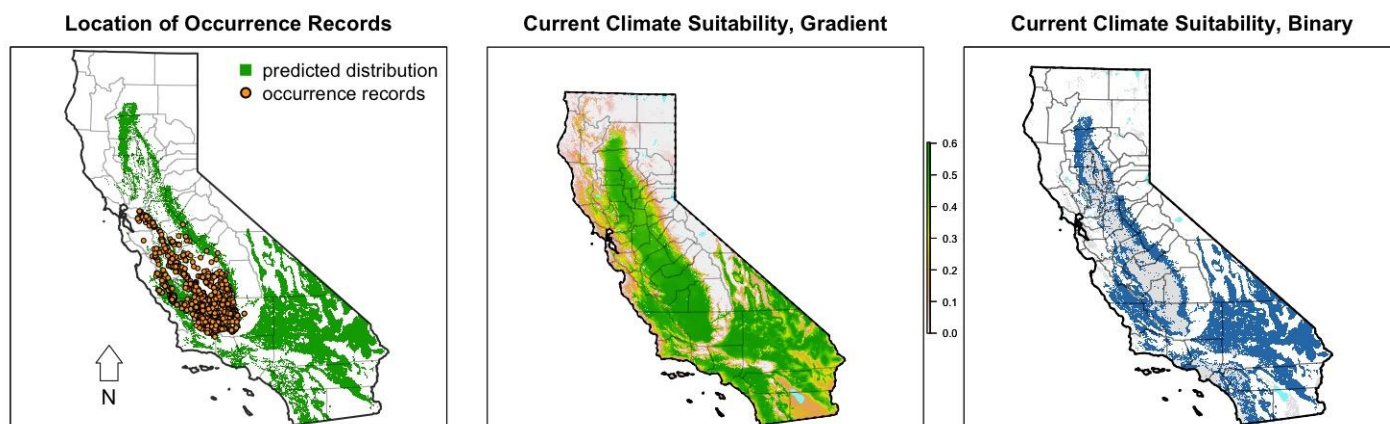 Location of Occurrence Records
predicted distribution
occurrence records
N
Current Climate Suitability, Gradient
0.6
0.5
0.4
0.3
0.2
0.1
0.0
Current Climate Suitability, Binary